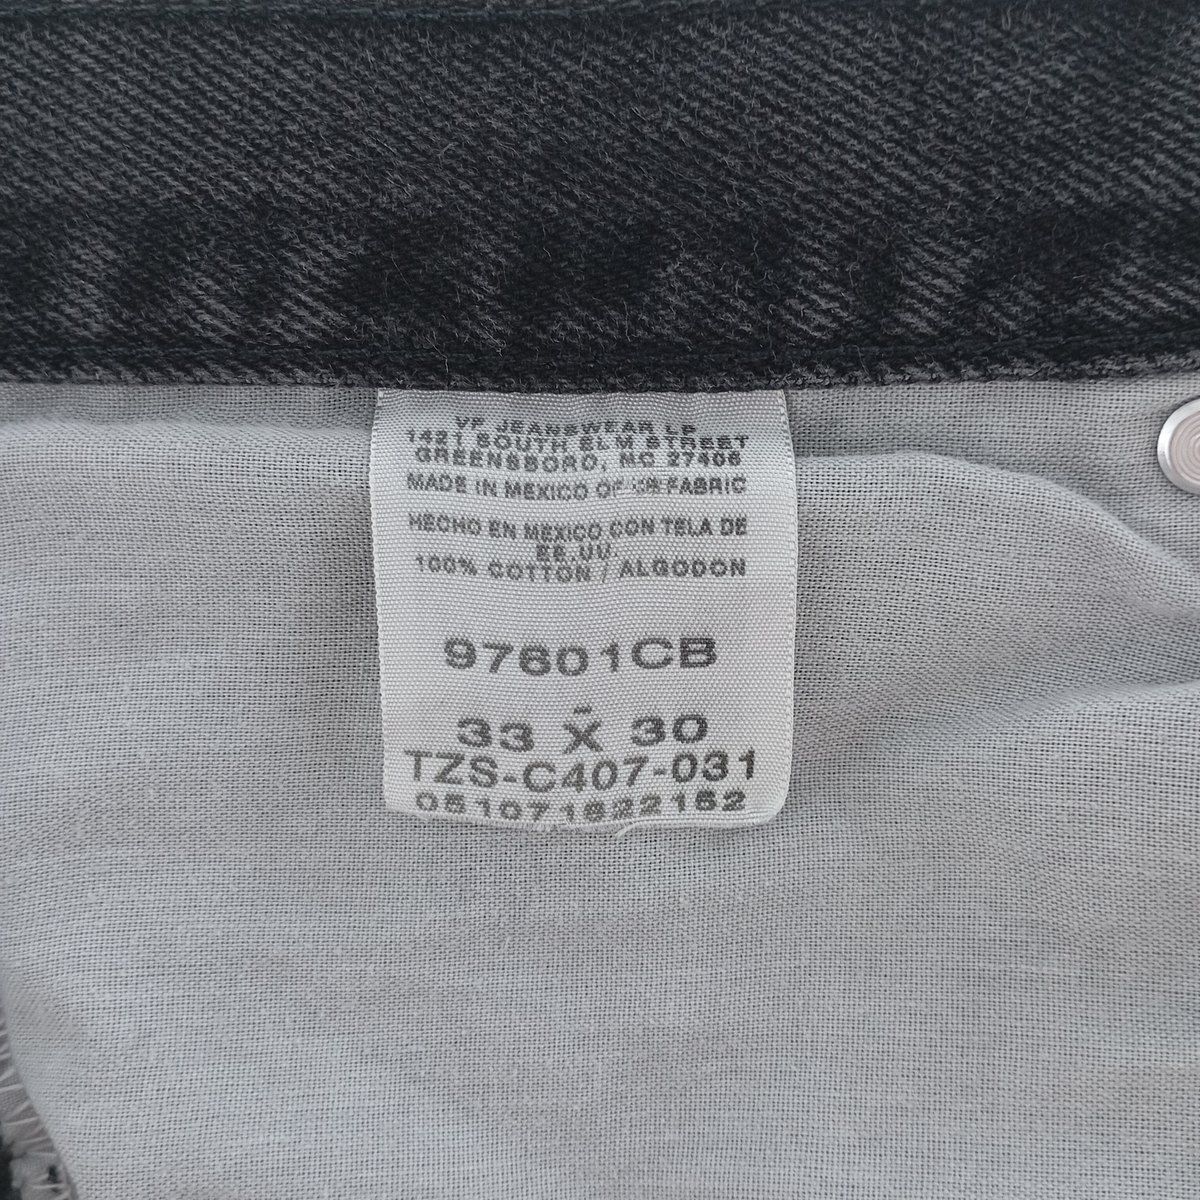 VF JEANSWEAR LP
1421 SOUTH ELM STREET
GREENSBORO, NC 27406
MADE IN MEXICO OF US FABRIC
HECHO EN MEXICO CON TELA DE
EE.UU.
100% COTTON / ALGODON
97601CB
33 X 30
TZS-C407-031
051071622152